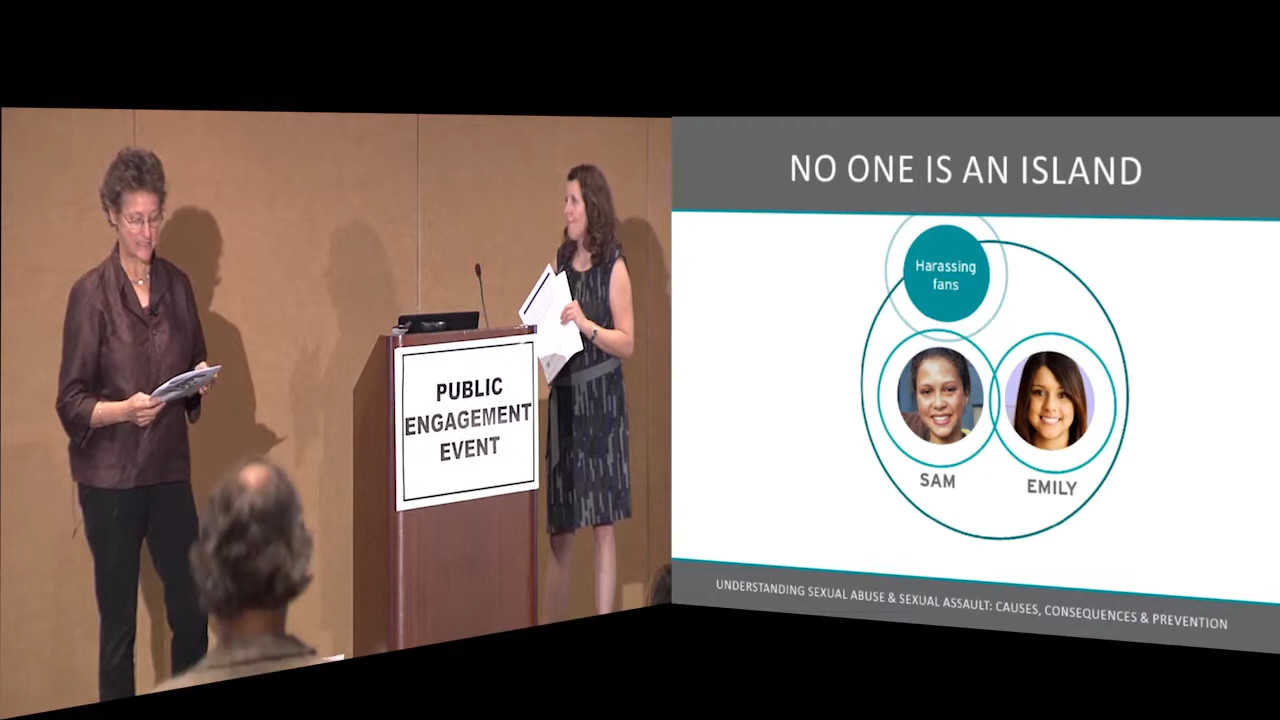 PUBLIC
ENGAGEMENT
EVENT
NO ONE IS AN ISLAND
Harassing
fans
SAM
EMILY
UNDERSTANDING SEXUAL ABUSE & SEXUAL ASSAULT: CAUSES, CONSEQUENCES & PREVENTION